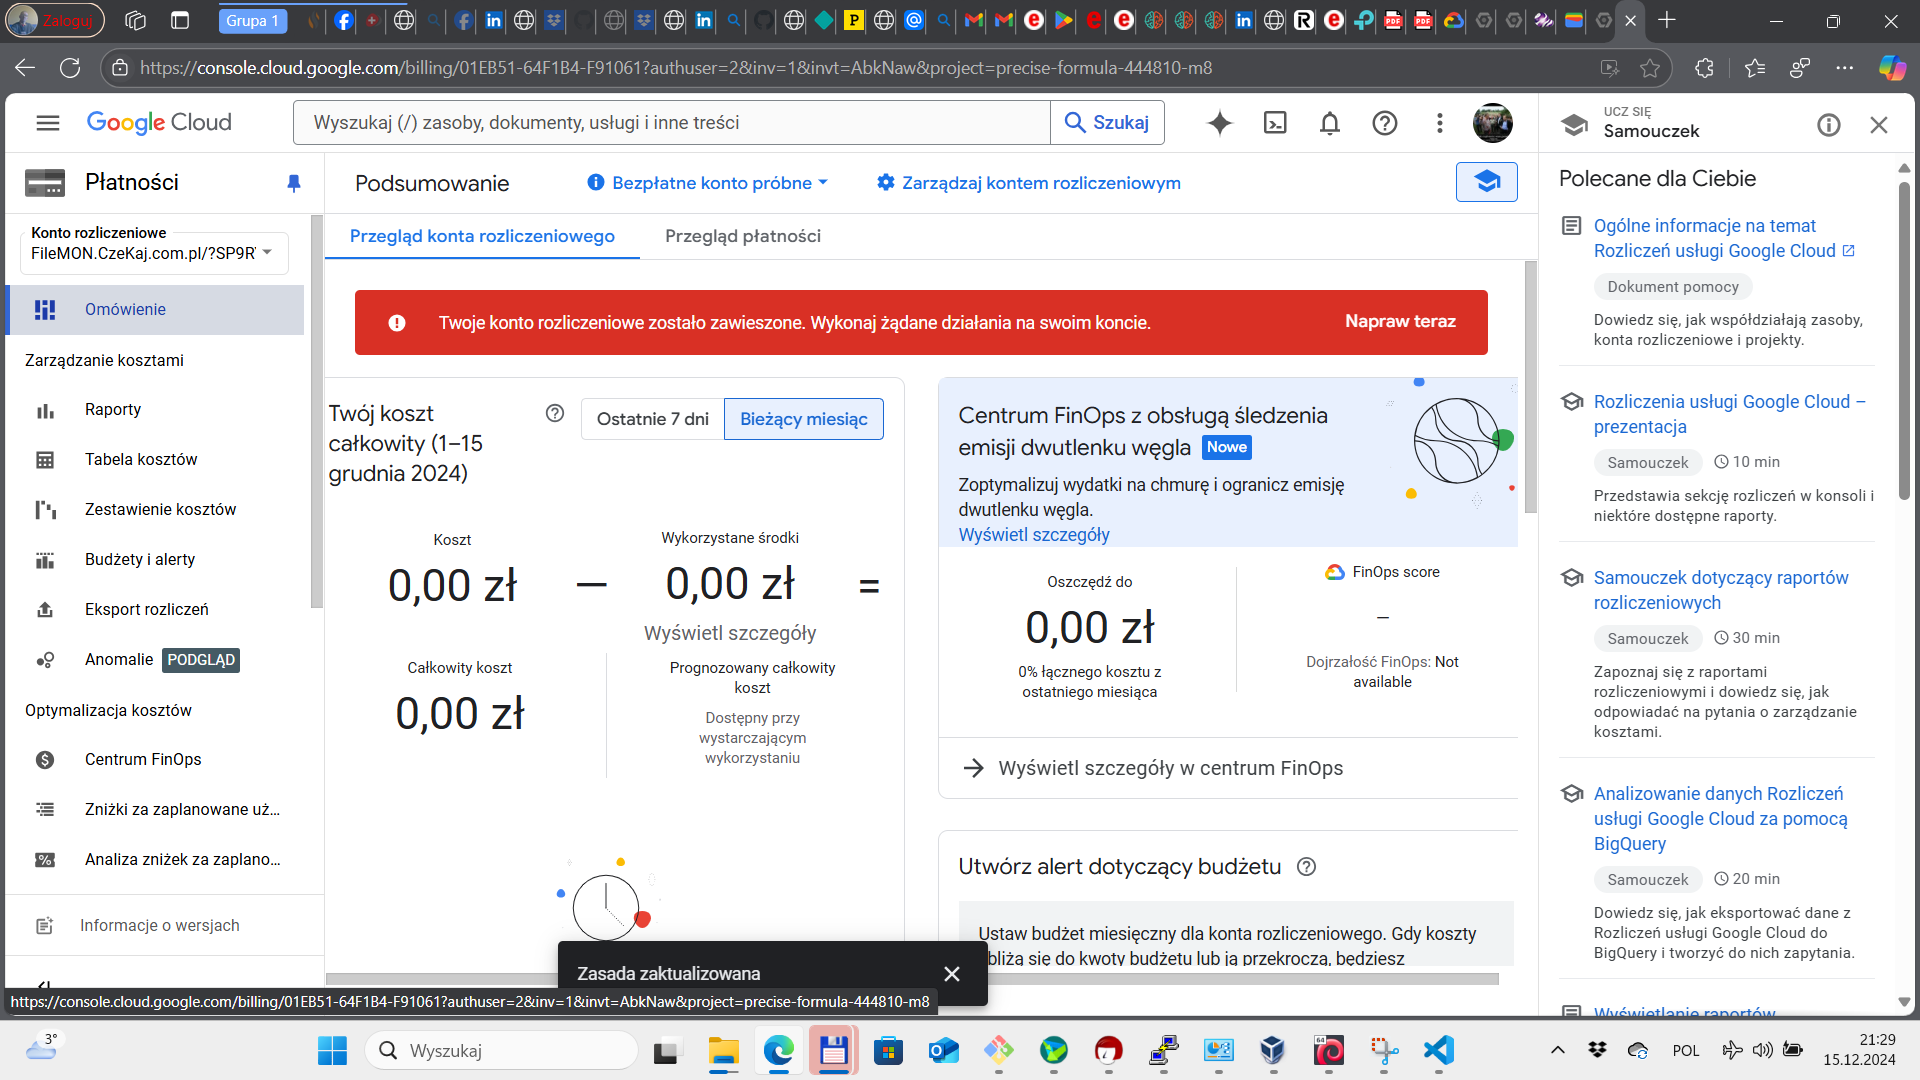 Zaloguj
Grupa 1
https://console.cloud.google.com/billing/01EB51-64F1B4-F91061?authuser=2&inv=1&invt=AbkNaw&project=precise-formula-444810-m8
Google Cloud
Wyszukaj (/) zasoby, dokumenty, usługi i inne treści
Szukaj
UCZ SIĘ
Samouczek
Płatności
Podsumowanie
Bezpłatne konto próbne
Zarządzaj kontem rozliczeniowym
Konto rozliczeniowe
FileMON.CzeKaj.com.pl/?SP9R
Przegląd konta rozliczeniowego
Przegląd płatności
Omówienie
Zarządzanie kosztami
Raporty
Tabela kosztów
Zestawienie kosztów
Budżety i alerty
Eksport rozliczeń
Anomalie PODGLĄD
Optymalizacja kosztów
Centrum FinOps
Zniżki za zaplanowane uż...
Analiza zniżek za zaplano...
Informacje o wersjach
Twoje konto rozliczeniowe zostało zawieszone. Wykonaj żądane działania na swoim koncie.
Napraw teraz
Twój koszt
całkowity (1–15
grudnia 2024)
Ostatnie 7 dni
Bieżący miesiąc
Koszt
0,00 zł
—
Wykorzystane środki
0,00 zł
=
Wyświetl szczegóły
Całkowity koszt
0,00 zł
Prognozowany całkowity
koszt
Dostępny przy
wystarczającym
wykorzystaniu
Centrum FinOps z obsługą śledzenia
emisji dwutlenku węgla Nowe
Zoptymalizuj wydatki na chmurę i ogranicz emisję
dwutlenku węgla.
Wyświetl szczegóły
Oszczędź do
0,00 zł
0% łącznego kosztu z
ostatniego miesiąca
FinOps score
–
Dojrzałość FinOps: Not
available
Wyświetl szczegóły w centrum FinOps
Utwórz alert dotyczący budżetu
Ustaw budżet miesięczny dla konta rozliczeniowego. Gdy koszty
zbliżą się do kwoty budżetu lub ją przekroczą, będziesz
Zasada zaktualizowana
https://console.cloud.google.com/billing/01EB51-64F1B4-F91061?authuser=2&inv=1&invt=AbkNaw&project=precise-formula-444810-m8
Polecane dla Ciebie
Ogólne informacje na temat
Rozliczeń usługi Google Cloud
Dokument pomocy
Dowiedz się, jak współdziałają zasoby,
konta rozliczeniowe i projekty.
Rozliczenia usługi Google Cloud –
prezentacja
Samouczek 10 min
Przedstawia sekcję rozliczeń w konsoli i
niektóre dostępne raporty.
Samouczek dotyczący raportów
rozliczeniowych
Samouczek 30 min
Zapoznaj się z raportami
rozliczeniowymi i dowiedz się, jak
odpowiadać na pytania o zarządzanie
kosztami.
Analizowanie danych Rozliczeń
usługi Google Cloud za pomocą
BigQuery
Samouczek 20 min
Dowiedz się, jak eksportować dane z
Rozliczeń usługi Google Cloud do
BigQuery i tworzyć do nich zapytania.
Wyświetlanie raportów
3°
Wyszukaj
POL
21:29
15.12.2024